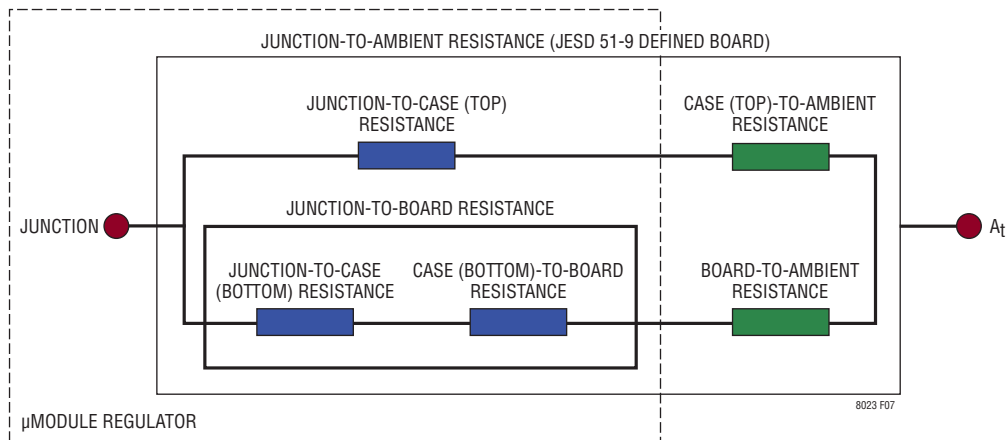 JUNCTION-TO-AMBIENT RESISTANCE (JESD 51-9 DEFINED BOARD)
JUNCTION-TO-CASE (TOP)
RESISTANCE
CASE (TOP)-TO-AMBIENT
RESISTANCE
JUNCTION
JUNCTION-TO-BOARD RESISTANCE
At
JUNCTION-TO-CASE
(BOTTOM) RESISTANCE
CASE (BOTTOM)-TO-BOARD
RESISTANCE
BOARD-TO-AMBIENT
RESISTANCE
8023 F07
µMODULE REGULATOR